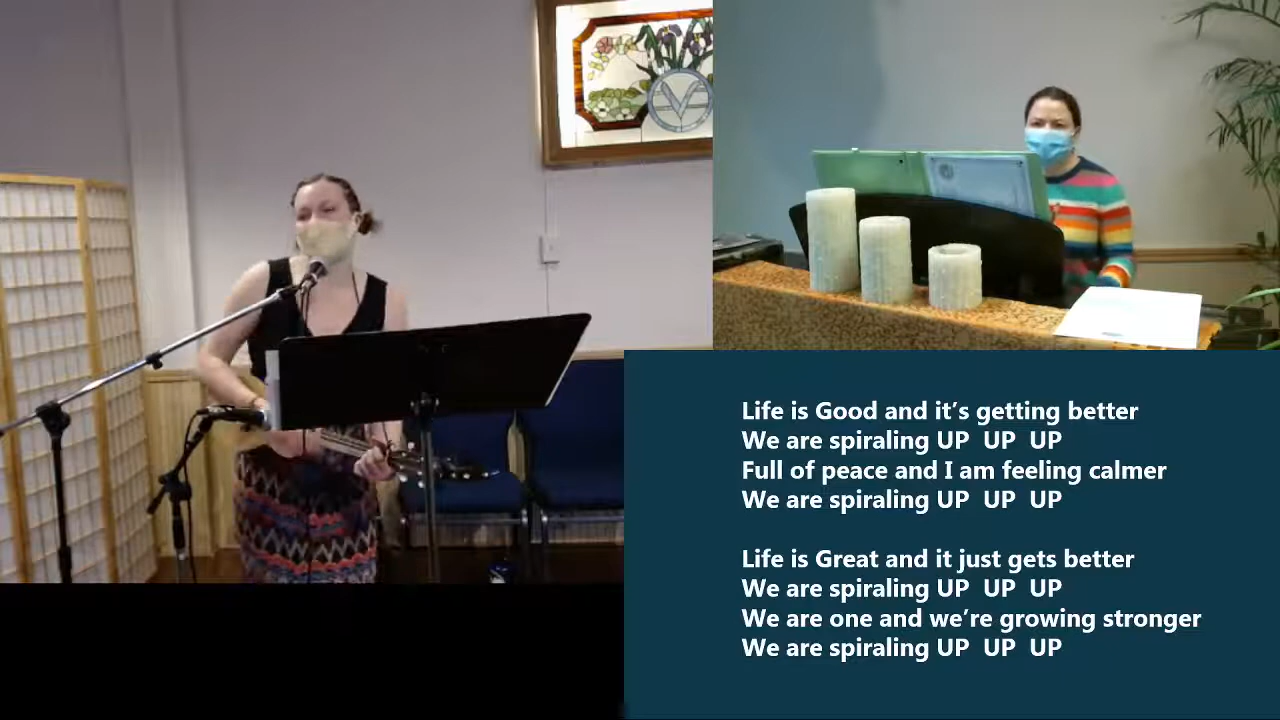 Life is Good and it's getting better
We are spiraling UP UP UP
Full of peace and I am feeling calmer
We are spiraling UP UP UP
Life is Great and it just gets better
We are spiraling UP UP UP
We are one and we're growing stronger
We are spiraling UP UP UP